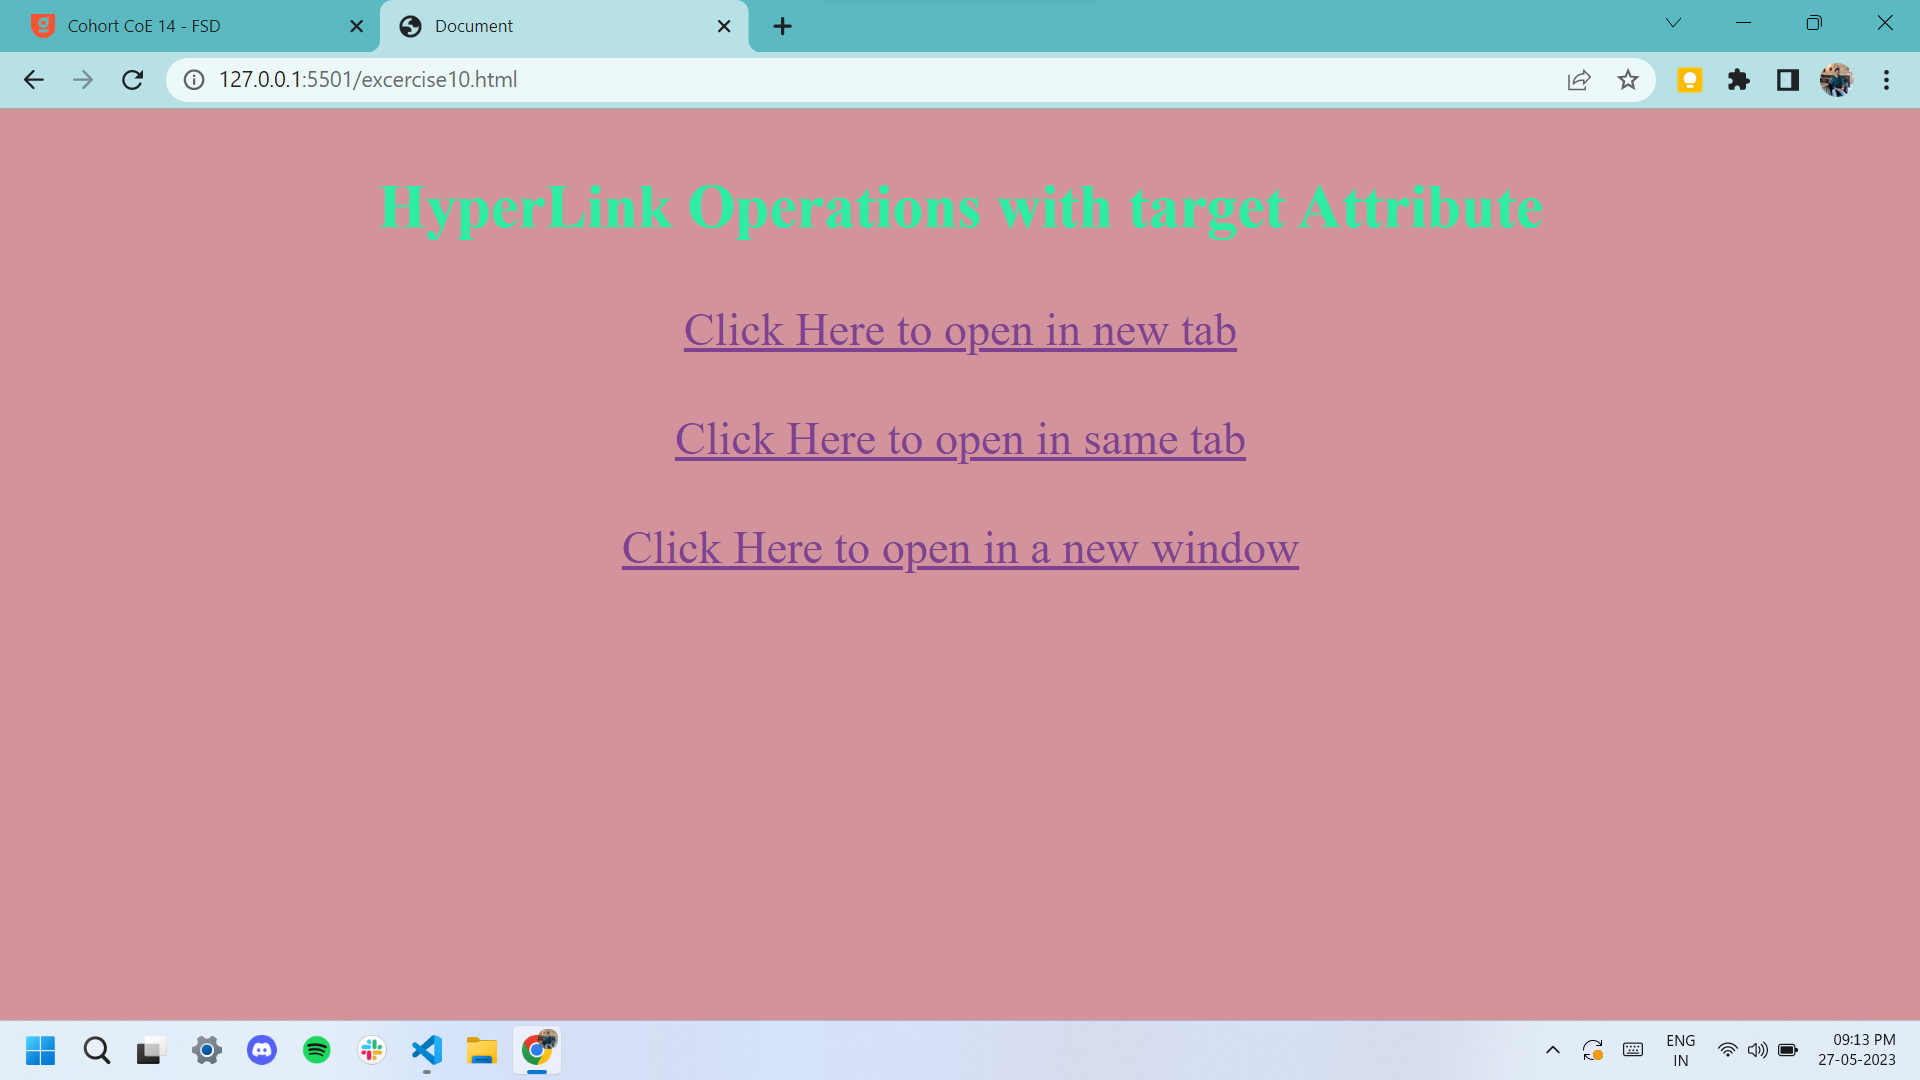 Cohort CoE 14 - FSD
Document
127.0.0.1:5501/excercise10.html
HyperLink Operations with target Attribute
Click Here to open in new tab
Click Here to open in same tab
Click Here to open in a new window
ENG
IN
09:13 PM
27-05-2023